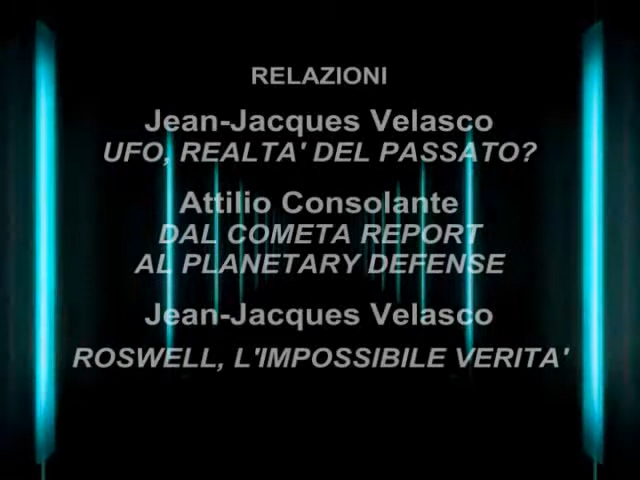 RELAZIONI
Jean-Jacques Velasco
UFO, REALTA' DEL PASSATO?
Attilio Consolante
DAL COMETA REPORT
AL PLANETARY DEFENSE
Jean-Jacques Velasco
ROSWELL, L'IMPOSSIBILE VERITA'